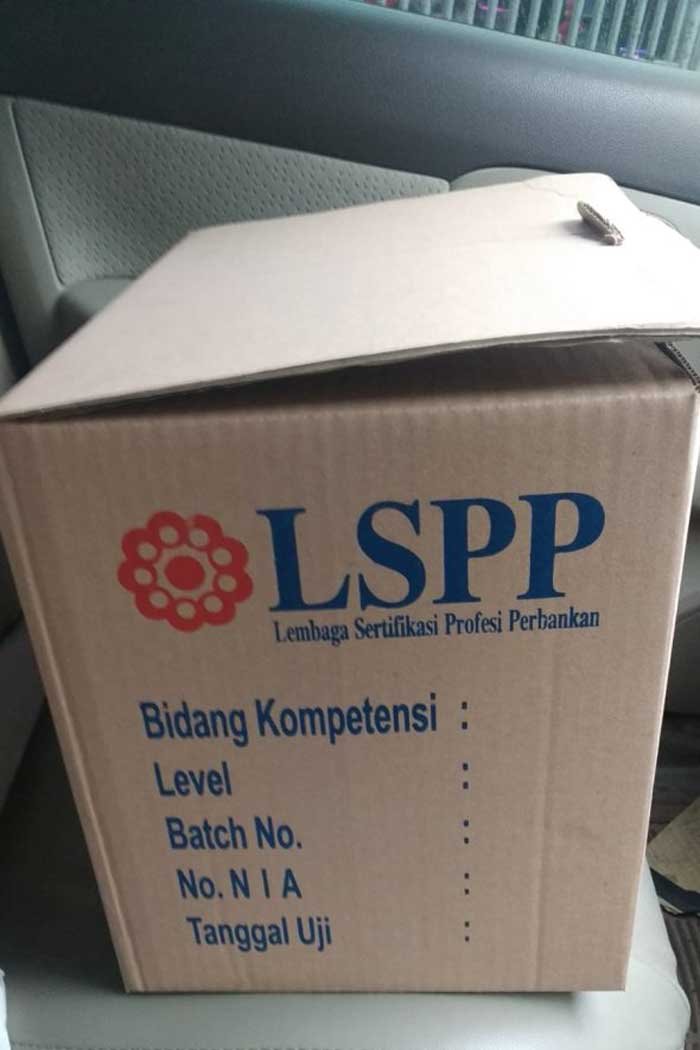 LSPP
Lembaga Sertifikasi Profesi Perbankan
Bidang Kompetensi :
Level :
Batch No. :
No. N I A :
Tanggal Uji :